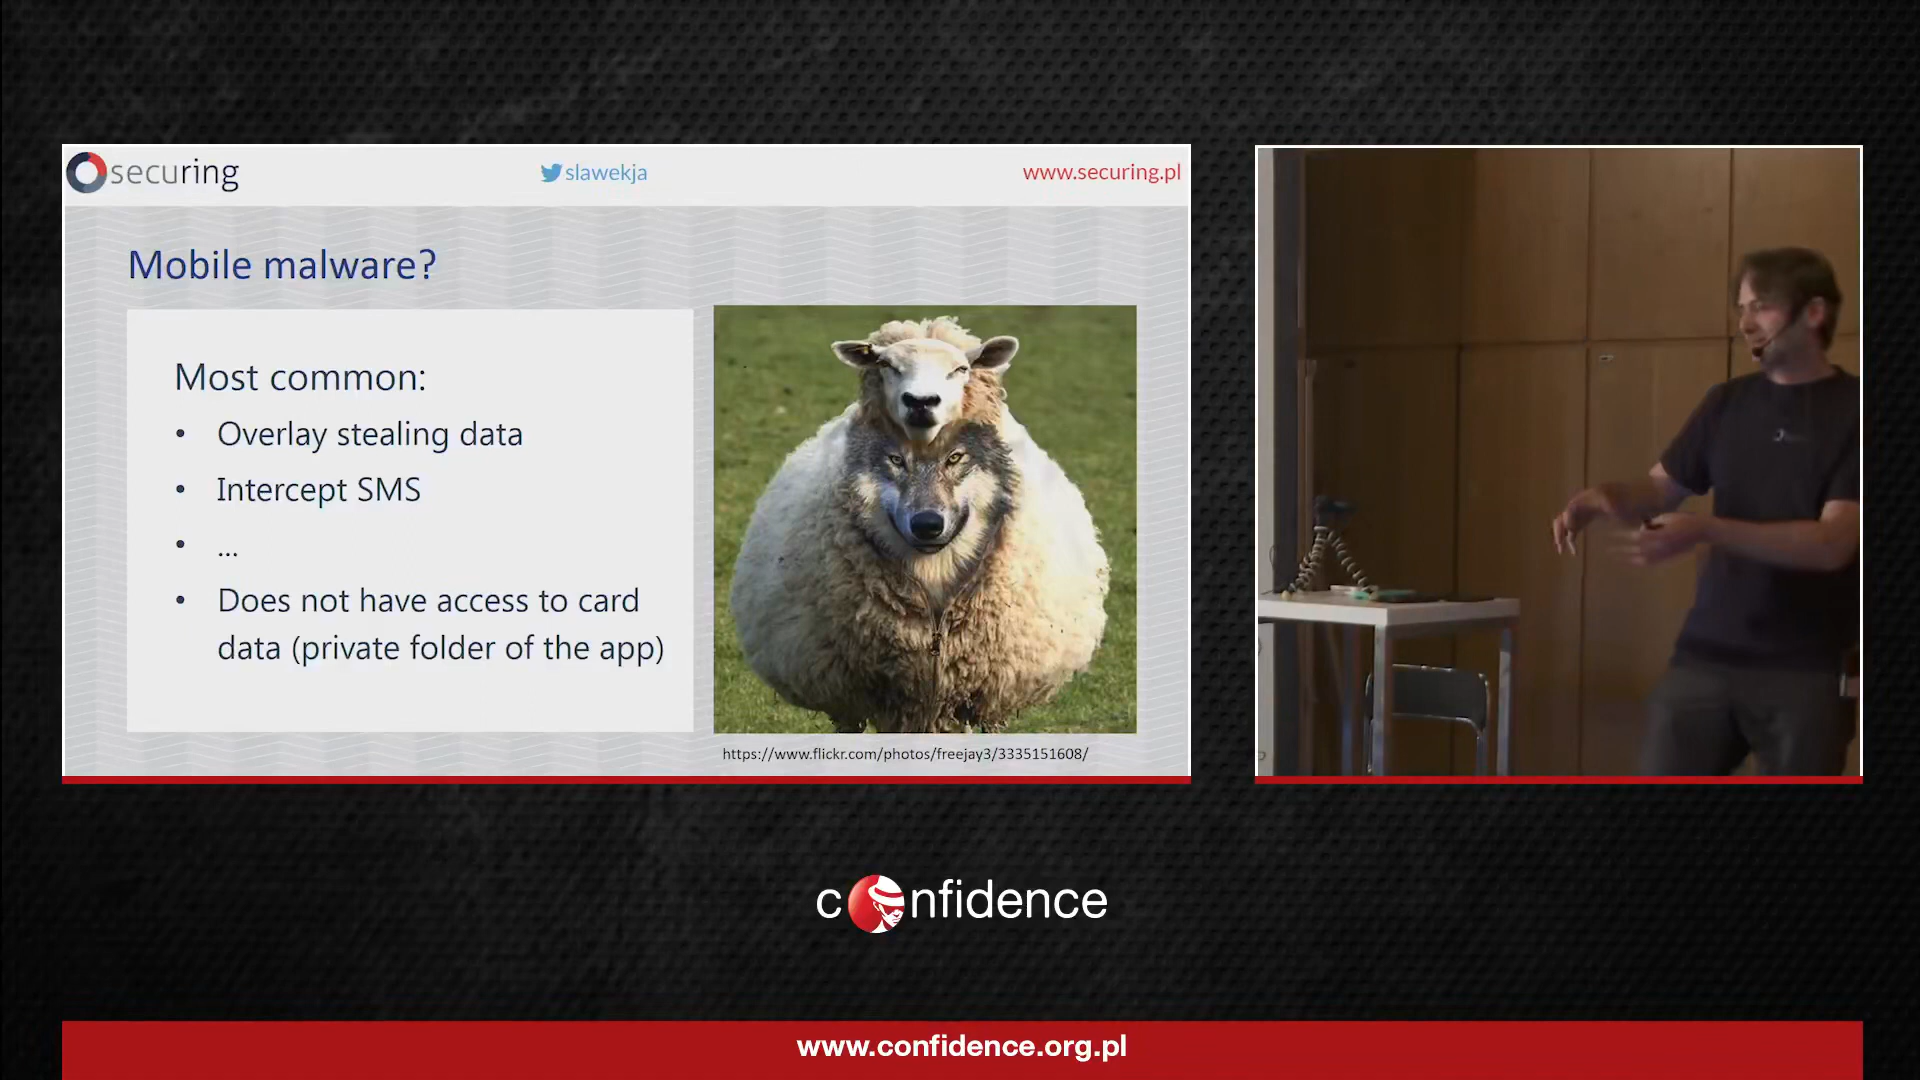 securing
slawekja
www.securing.pl
Mobile malware?
Most common:
• Overlay stealing data
• Intercept SMS
• ...
• Does not have access to card
data (private folder of the app)
https://www.flickr.com/photos/freejay3/3335151608/
confidence
www.confidence.org.pl